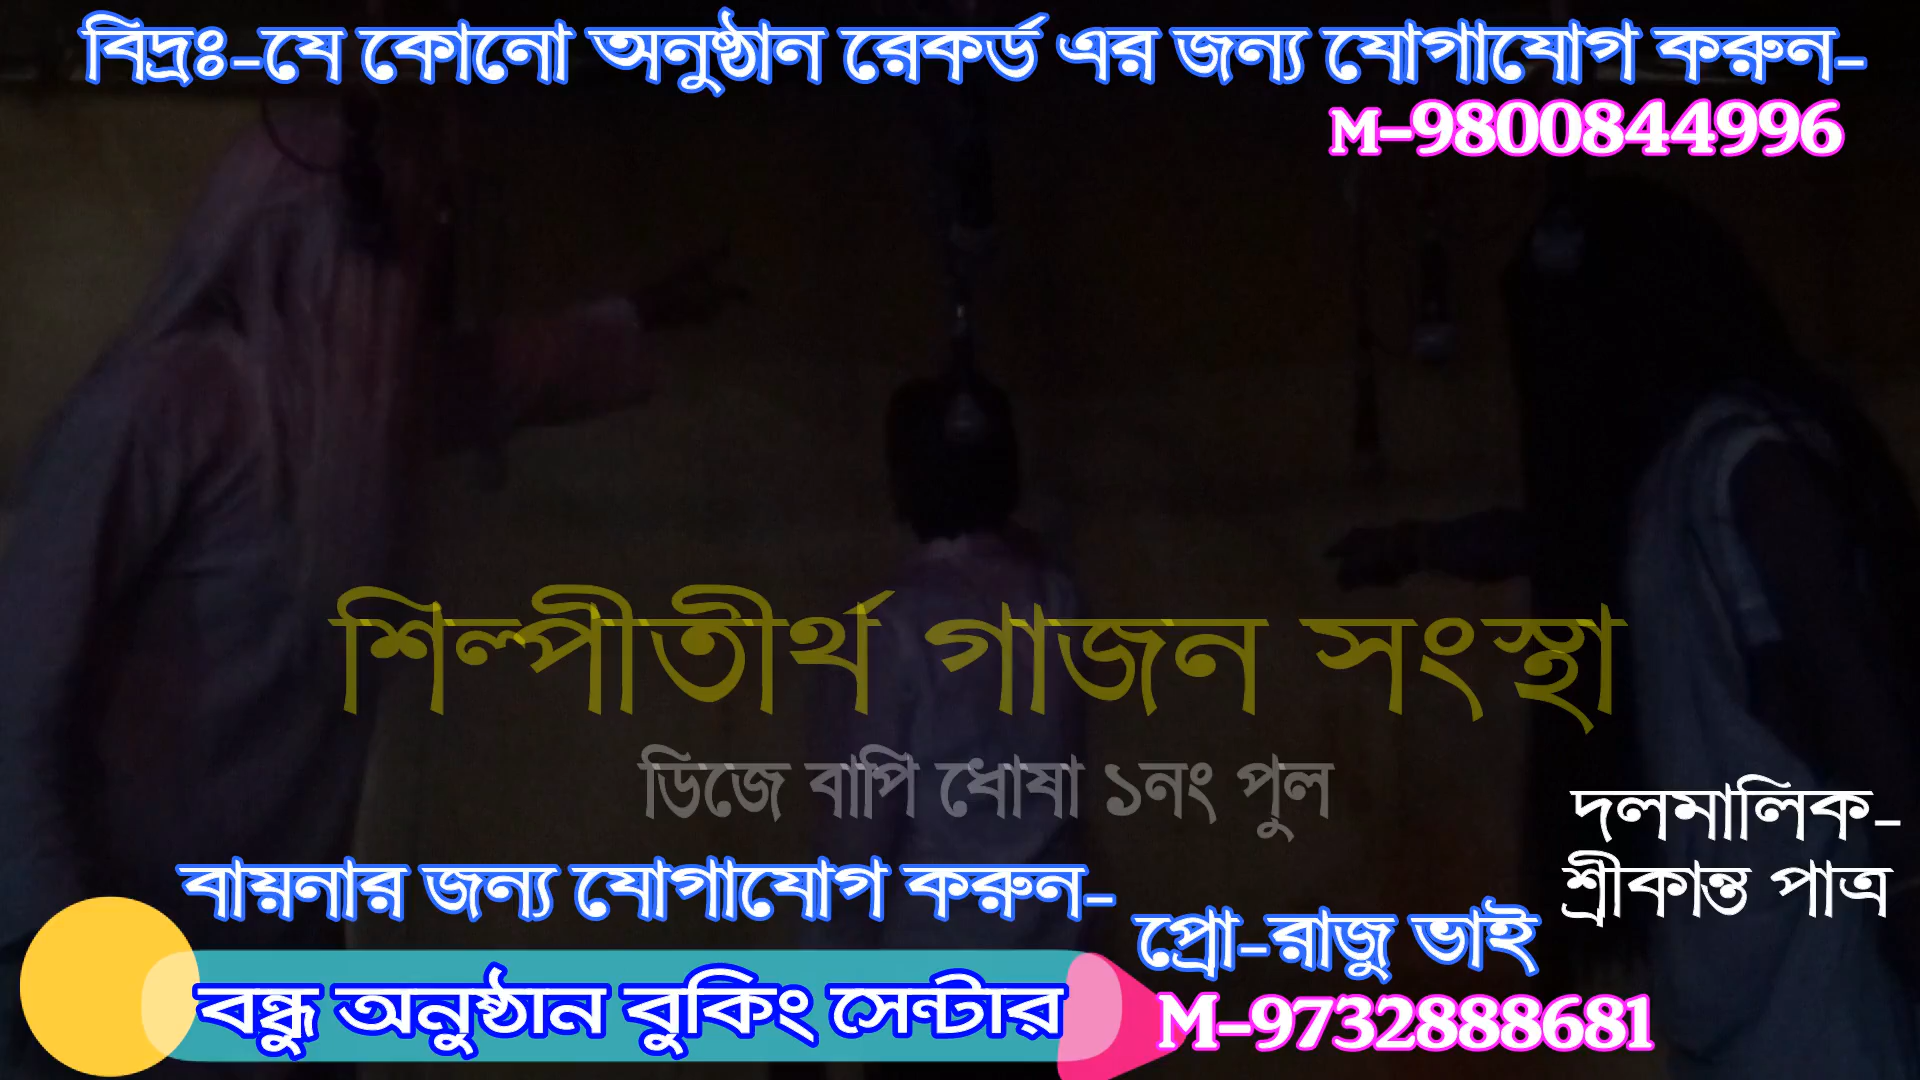 বিদ্রঃ-যে কোনো অনুষ্ঠান রেকর্ড এর জন্য যোগাযোগ করুন-
M-9800844996
শিল্পীতীর্থ গাজন সংস্থা
ডিজে বাপি ধোষা ১নং পুল
দলমালিক-
শ্রীকান্ত পাত্র
বায়নার জন্য যোগাযোগ করুন-
প্রো-রাজু ভাই
বন্ধু অনুষ্ঠান বুকিং সেন্টার
M-9732888681